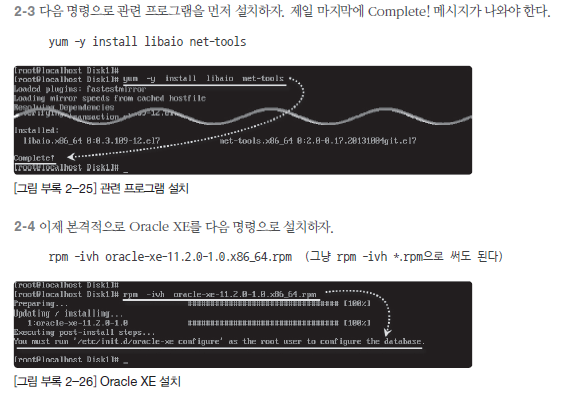 2-3 다음 명령으로 관련 프로그램을 먼저 설치하자. 제일 마지막에 Complete! 메시지가 나와야 한다.
yum -y install libaio net-tools
[root@localhost Disk1]#
[root@localhost Disk1]# yum -y install libaio net-tools
Loaded plugins: fastestmirror
Loading mirror speeds from cached hostfile
Resolving Dependencies
Installed:
libaio.x86_64 0:0.3.109-12.el7 net-tools.x86_64 0:2.0-0.17.20131004git.el7
Complete!
[root@localhost Disk1]# _
[그림 부록 2-25] 관련 프로그램 설치
2-4 이제 본격적으로 Oracle XE를 다음 명령으로 설치하자.
rpm -ivh oracle-xe-11.2.0-1.0.x86_64.rpm (그냥 rpm -ivh *.rpm으로 써도 된다)
[root@localhost Disk1]#
[root@localhost Disk1]# rpm -ivh oracle-xe-11.2.0-1.0.x86_64.rpm
Preparing... ################################# [100%]
Updating / installing...
1:oracle-xe-11.2.0-1.0 ################################# [100%]
Executing post-install steps...
You must run '/etc/init.d/oracle-xe configure' as the root user to configure the database.
[root@localhost Disk1]# _
[그림 부록 2-26] Oracle XE 설치